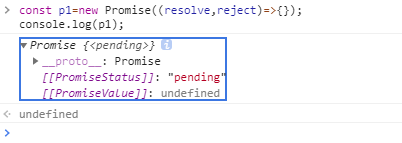 const p1=new Promise((resolve,reject)=>{});
console.log(p1);
Promise {<pending>}
__proto__: Promise
[[PromiseStatus]]: "pending"
[[PromiseValue]]: undefined
undefined